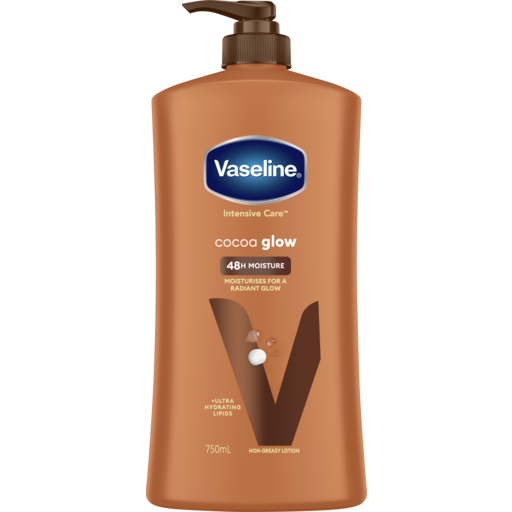 Vaseline®
Intensive Care™
cocoa glow
48H MOISTURE
MOISTURISES FOR A
RADIANT GLOW
V
+ULTRA
HYDRATING
LIPIDS
750mL
NON-GREASY LOTION